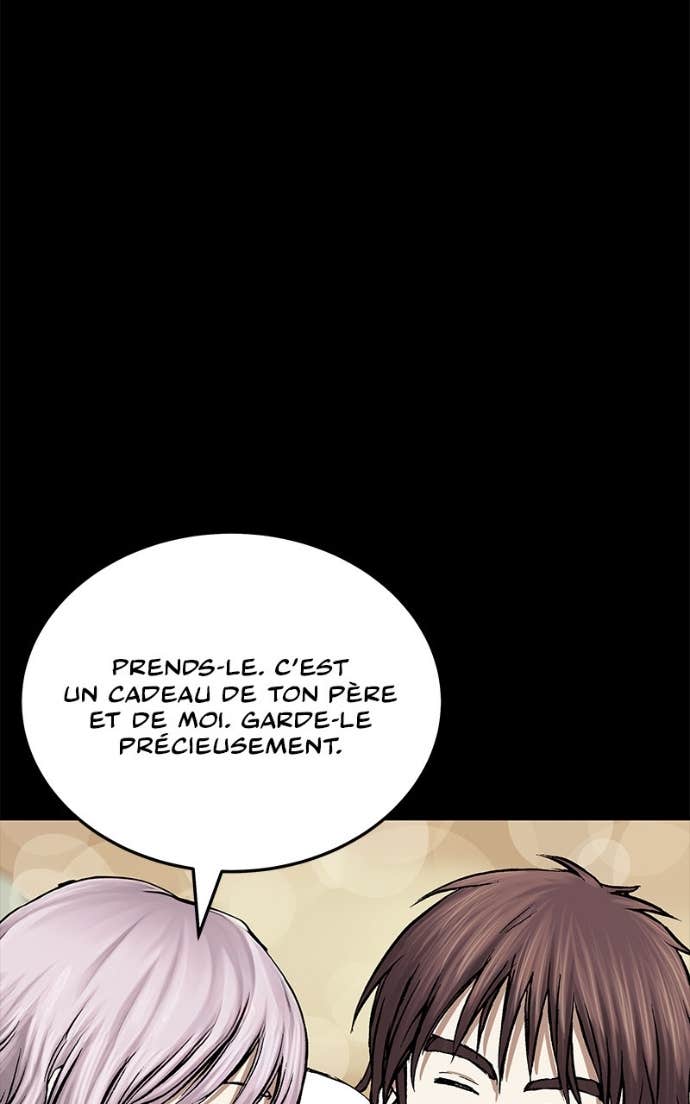 PRENDS-LE. C'EST
UN CADEAU DE TON PÈRE
ET DE MOI. GARDE-LE
PRÉCIEUSEMENT.